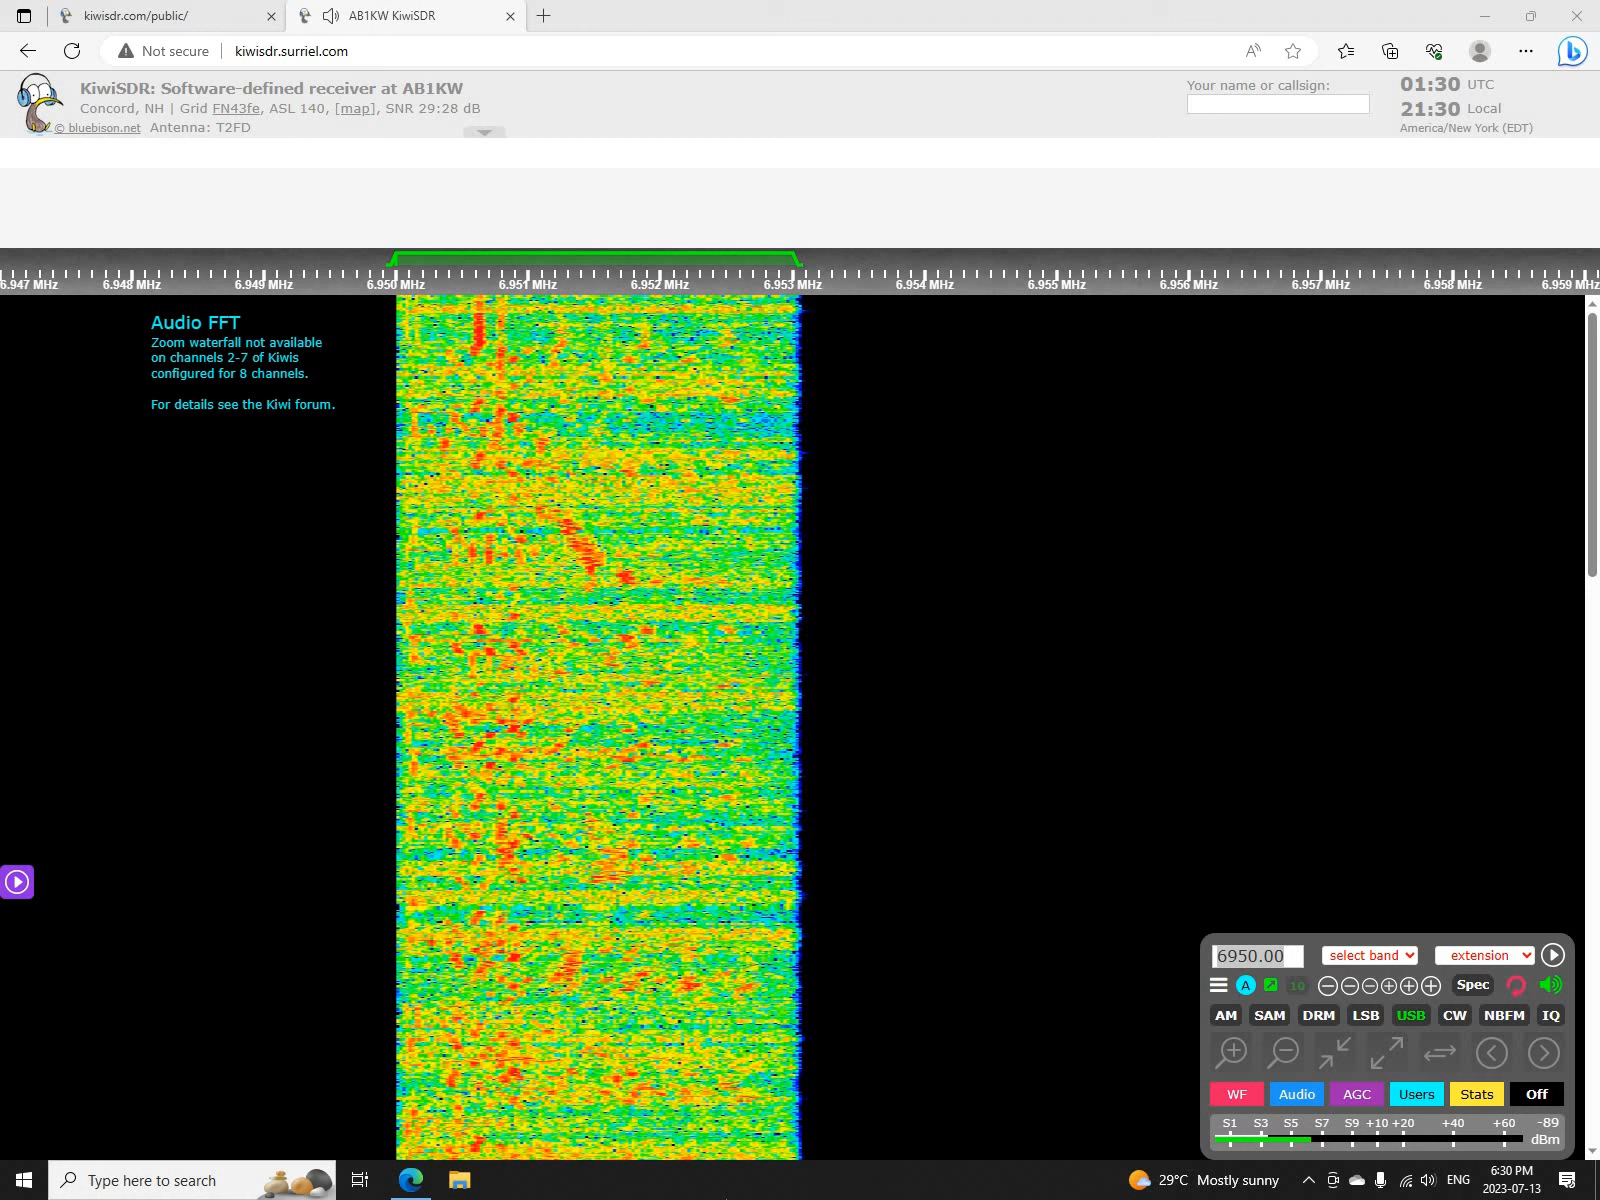 kiwisdr.com/public/
AB1KW KiwiSDR
Not secure
kiwisdr.surriel.com
KiwiSDR: Software-defined receiver at AB1KW
Concord, NH | Grid FN43fe, ASL 140, [map], SNR 29:28 dB
© bluebison.net Antenna: T2FD
Your name or callsign:
01:30 UTC
21:30 Local
America/New York (EDT)
6.947 MHz 6.948 MHz 6.949 MHz 6.950 MHz 6.951 MHz 6.952 MHz 6.953 MHz 6.954 MHz 6.955 MHz 6.956 MHz 6.957 MHz 6.958 MHz 6.959 MHz
Audio FFT
Zoom waterfall not available
on channels 2-7 of Kiwis
configured for 8 channels.
For details see the Kiwi forum.
6950.00 select band extension
A 10 Spec
AM SAM DRM LSB USB CW NBFM IQ
WF Audio AGC Users Stats Off
S1 S3 S5 S7 S9 +10 +20 +40 +60 -89
dBm
Type here to search
29°C Mostly sunny
ENG
6:30 PM
2023-07-13